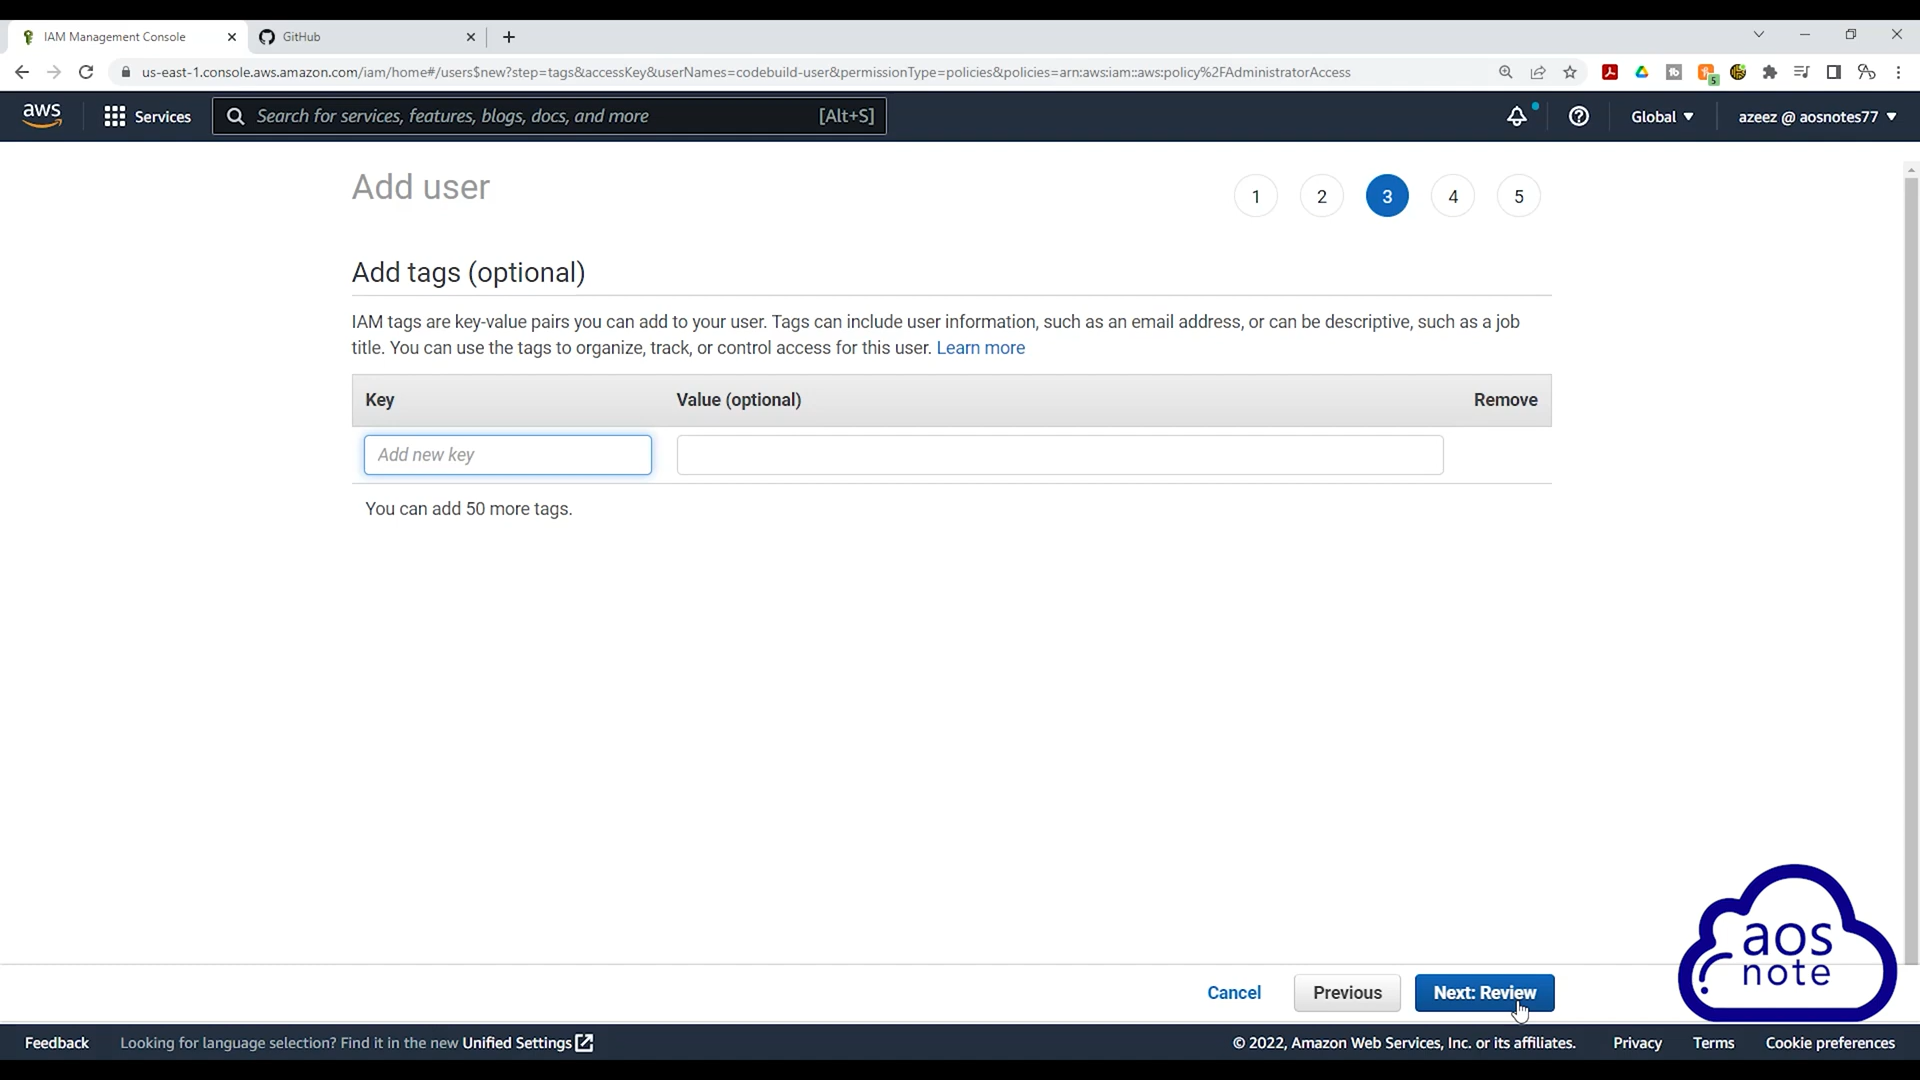 IAM Management Console
GitHub
us-east-1.console.aws.amazon.com/iam/home#/users$new?step=tags&accessKey&userNames=codebuild-user&permissionType=policies&policies=arn:aws:iam:aws:policy%2FAdministratorAccess
5
aws
Services
Search for services, features, blogs, docs, and more
[Alt+S]
Global
azeez @ aosnotes77
Add user
1 2 3 4 5
Add tags (optional)
IAM tags are key-value pairs you can add to your user. Tags can include user information, such as an email address, or can be descriptive, such as a job
title. You can use the tags to organize, track, or control access for this user. Learn more
Key Value (optional) Remove
Add new key
You can add 50 more tags.
Cancel Previous Next: Review
aos
note
Feedback Looking for language selection? Find it in the new Unified Settings © 2022, Amazon Web Services, Inc. or its affiliates. Privacy Terms Cookie preferences